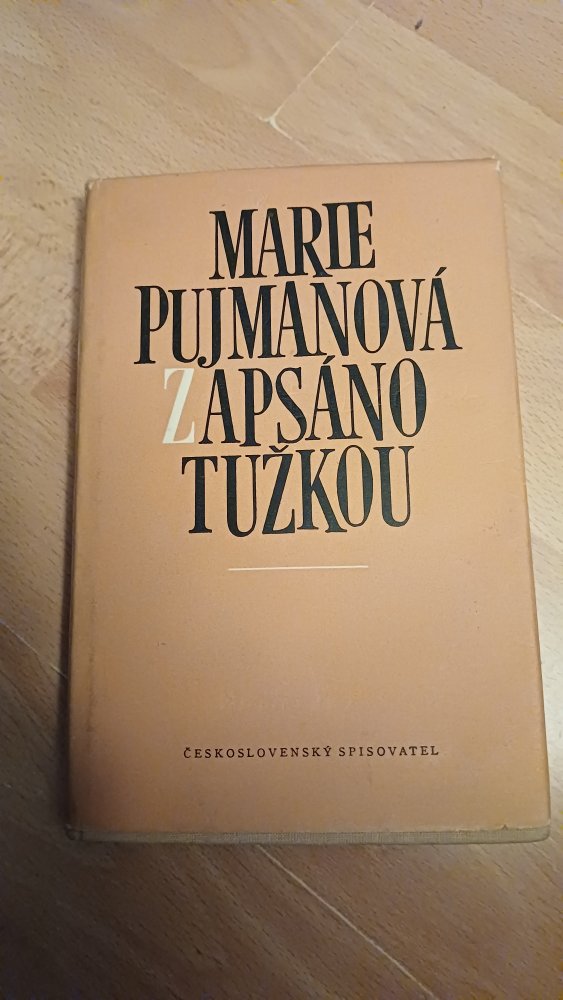 MARIE
PUJMANOVÁ
ZAPSÁNO
TUŽKOU
ČESKOSLOVENSKÝ SPISOVATEL